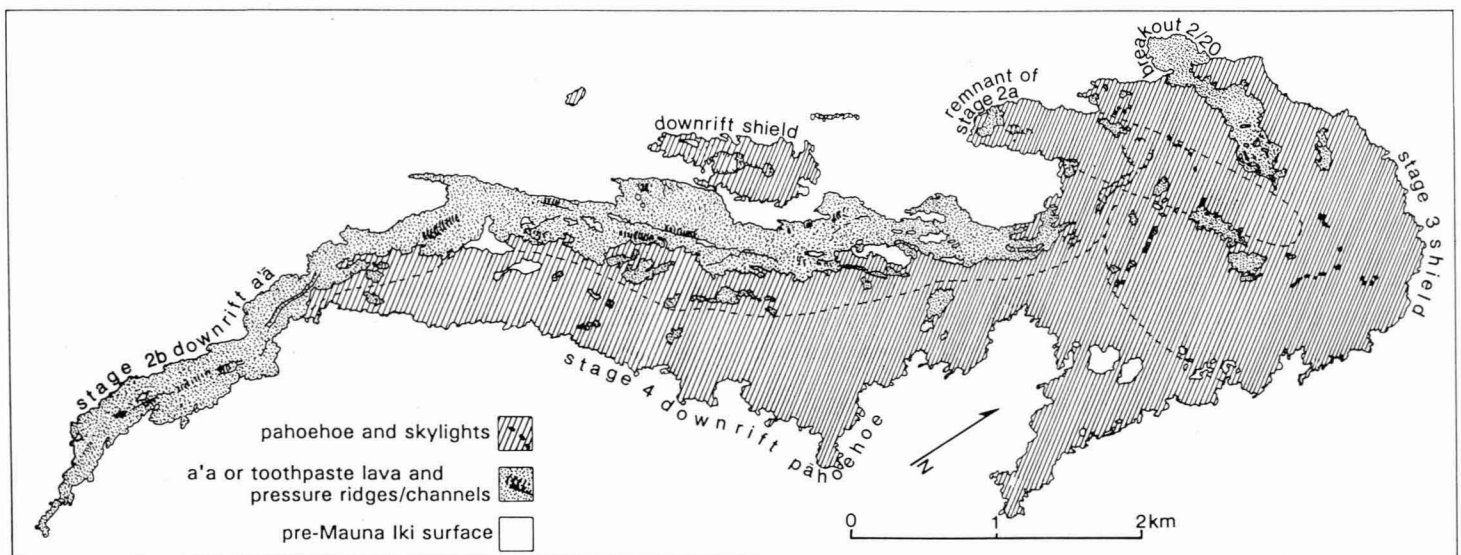 breakout 2/20
remnant of
stage 2a
downrift shield
stage 3 shield
stage 2b downrift a'a
stage 4 downrift pahoehoe
pahoehoe and skylights
a'a or toothpaste lava and
pressure ridges/channels
pre-Mauna Iki surface
N
0 1 2km